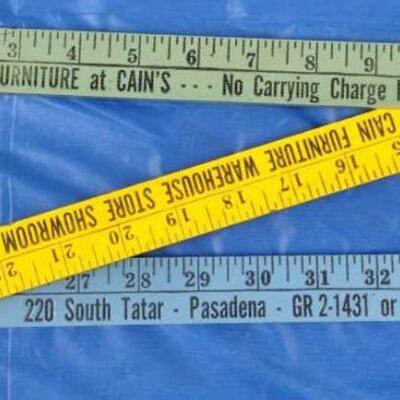 3 4 5 6 7 8 9
FURNITURE at CAIN'S - - - No Carrying Charge
CAIN FURNITURE WAREHOUSE STORE SHOWROOM
16 17 18 19 20 21
27 28 29 30 31 32
220 South Tatar - Pasadena - GR 2-1431 or